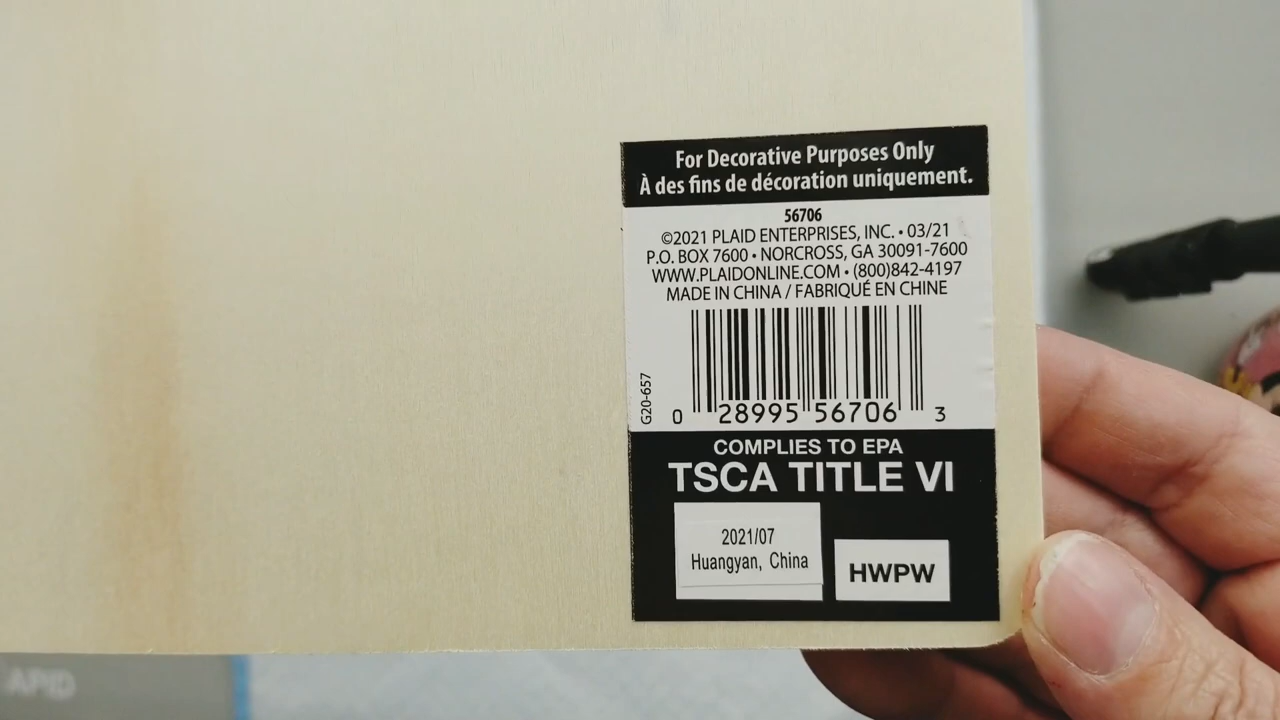 For Decorative Purposes Only
À des fins de décoration uniquement.
56706
©2021 PLAID ENTERPRISES, INC. • 03/21
P.O. BOX 7600 • NORCROSS, GA 30091-7600
WWW.PLAIDONLINE.COM • (800)842-4197
MADE IN CHINA / FABRIQUÉ EN CHINE
G20-657
0 28995 56706 3
COMPLIES TO EPA
TSCA TITLE VI
2021/07
Huangyan, China
HWPW
APID